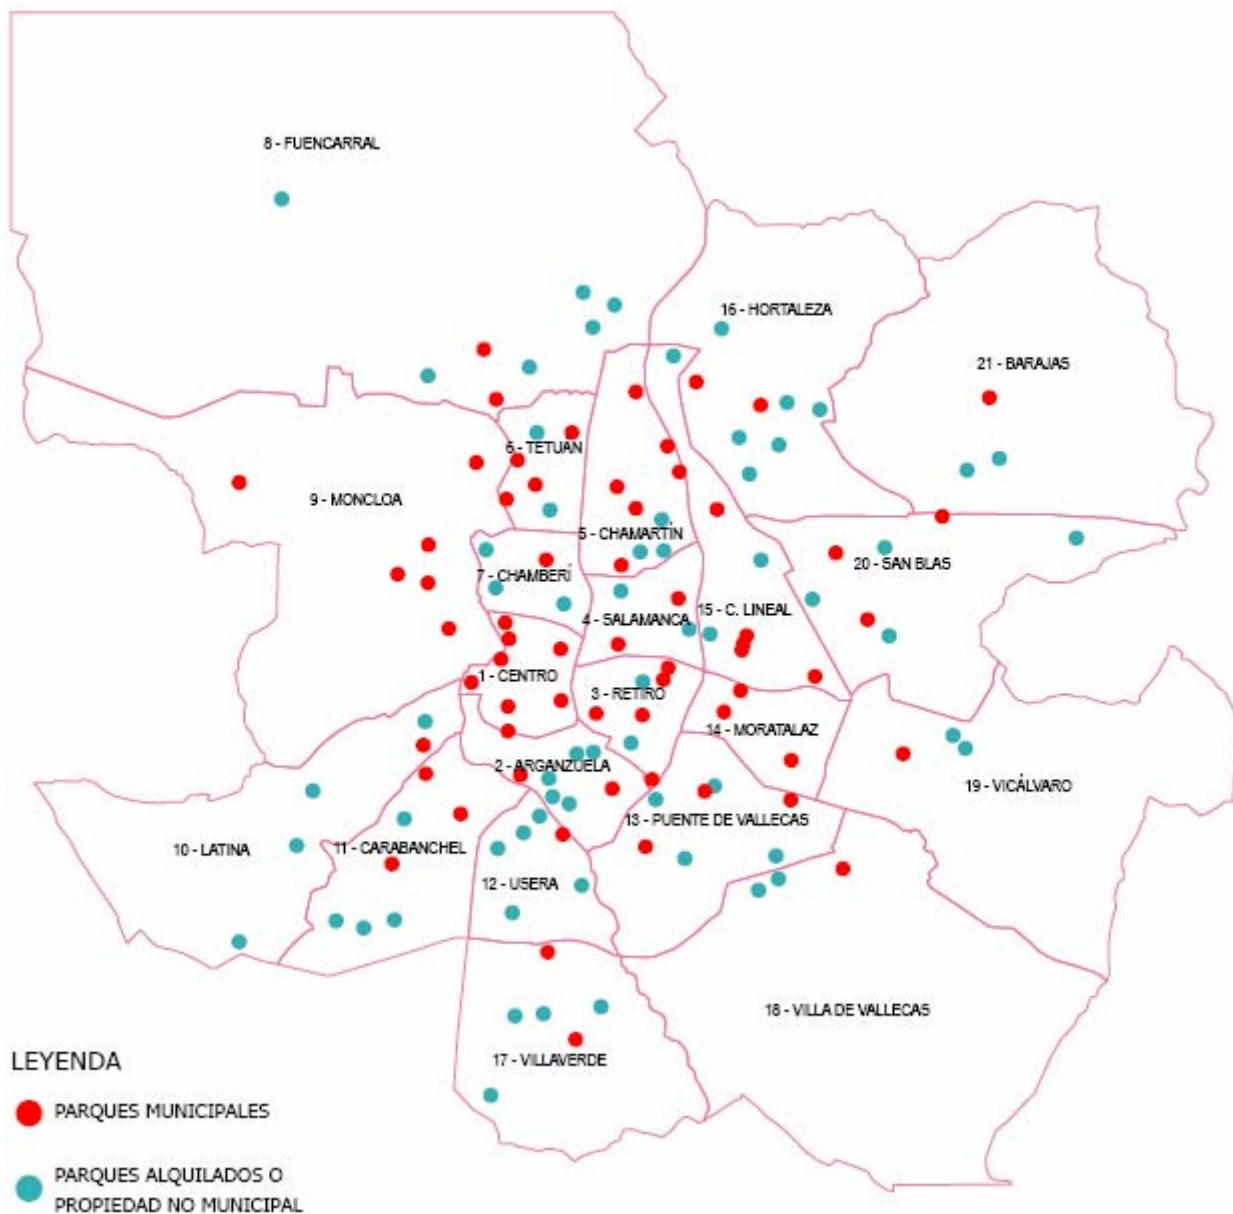 8 - FUENCARRAL
16 - HORTALEZA
21 - BARAJAS
6 - TETUAN
9 - MONCLOA
5 - CHAMARTÍN
20 - SAN BLAS
7 - CHAMBERÍ
15 - C. LINEAL
4 - SALAMANCA
1 - CENTRO
3 - RETIRO
14 - MORATALAZ
2 - ARGANZUELA
19 - VICÁLVARO
13 - PUENTE DE VALLECAS
10 - LATINA
11 - CARABANCHEL
12 - USERA
18 - VILLA DE VALLECAS
17 - VILLAVERDE
LEYENDA
PARQUES MUNICIPALES
PARQUES ALQUILADOS O
PROPIEDAD NO MUNICIPAL